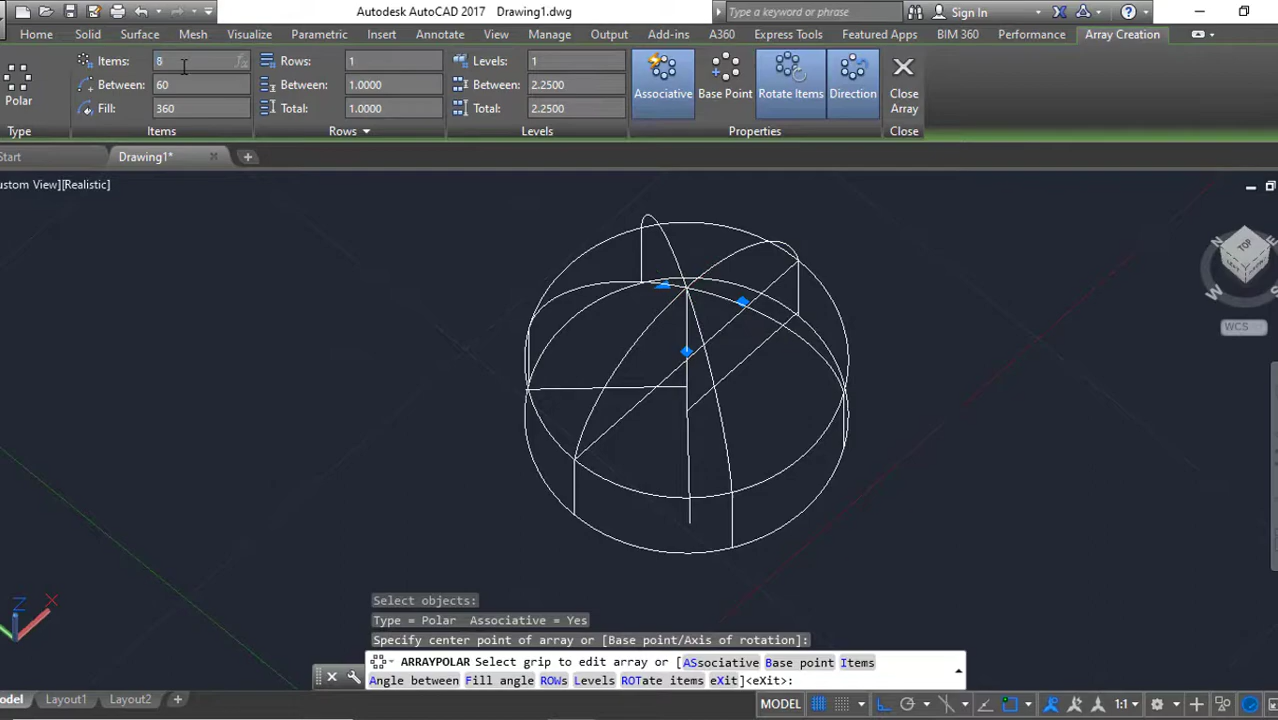 Autodesk AutoCAD 2017 Drawing1.dwg
Type a keyword or phrase
Sign In
Home Solid Surface Mesh Visualize Parametric Insert Annotate View Manage Output Add-ins A360 Express Tools Featured Apps BIM 360 Performance Array Creation
Items: 8 Rows: 1 Levels: 1
Between: 60 Between: 1.0000 Between: 2.2500
Fill: 360 Total: 1.0000 Total: 2.2500
Polar
Associative Base Point Rotate Items Direction Close Array
Type Items Rows Levels Properties Close
Start Drawing1*
ustom View][Realistic]
TOP
N E
W S
WCS
Select objects:
Type = Polar Associative = Yes
Specify center point of array or [Base point/Axis of rotation]:
ARRAYPOLAR Select grip to edit array or [ASsociative Base point Items
Angle between Fill angle ROWs Levels ROTate items eXit]<eXit>:
Z X
odel Layout1 Layout2 +
MODEL 1:1